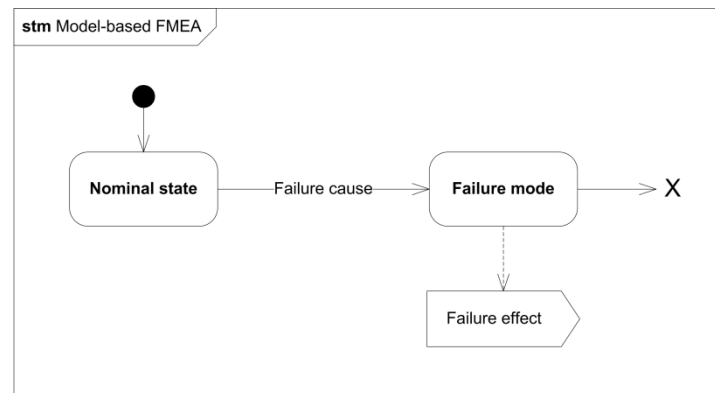 stm Model-based FMEA
Nominal state
Failure cause
Failure mode
X
Failure effect